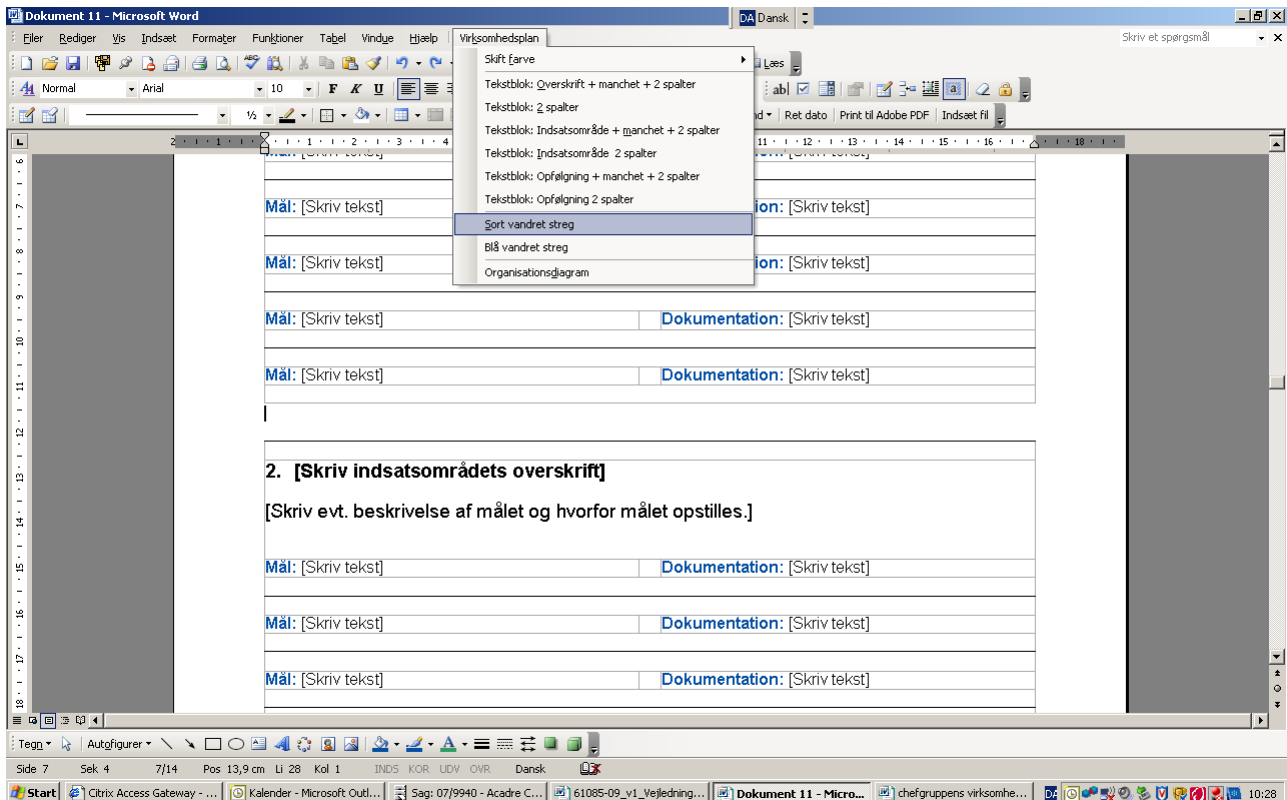 Dokument 11 - Microsoft Word
DA Dansk
Filer Rediger Vis Indsæt Formater Funktioner Tabel Vindue Hjælp Virksomhedsplan
Skriv et spørgsmål
Læs
Normal Arial 10 F K U
½ Ret dato Print til Adobe PDF Indsæt fil
Skift farve
Tekstblok: Overskrift + manchet + 2 spalter
Tekstblok: 2 spalter
Tekstblok: Indsatsområde + manchet + 2 spalter
Tekstblok: Indsatsområde 2 spalter
Tekstblok: Opfølgning + manchet + 2 spalter
Tekstblok: Opfølgning 2 spalter
Sort vandret streg
Blå vandret streg
Organisationsdiagram
Mål: [Skriv tekst] ion: [Skriv tekst]
Mål: [Skriv tekst] ion: [Skriv tekst]
Mål: [Skriv tekst] Dokumentation: [Skriv tekst]
Mål: [Skriv tekst] Dokumentation: [Skriv tekst]
2. [Skriv indsatsområdets overskrift]
[Skriv evt. beskrivelse af målet og hvorfor målet opstilles.]
Mål: [Skriv tekst] Dokumentation: [Skriv tekst]
Mål: [Skriv tekst] Dokumentation: [Skriv tekst]
Mål: [Skriv tekst] Dokumentation: [Skriv tekst]
Tegn Autofigurer
Side 7 Sek 4 7/14 Pos 13,9 cm Li 28 Kol 1 INDS KOR UDV OVR Dansk
Start Citrix Access Gateway - ... Kalender - Microsoft Outl... Sag: 07/9940 - Acadre C... 61085-09_v1_Vejledning... Dokument 11 - Micro... chefgruppens virksomhe... DA 10:28